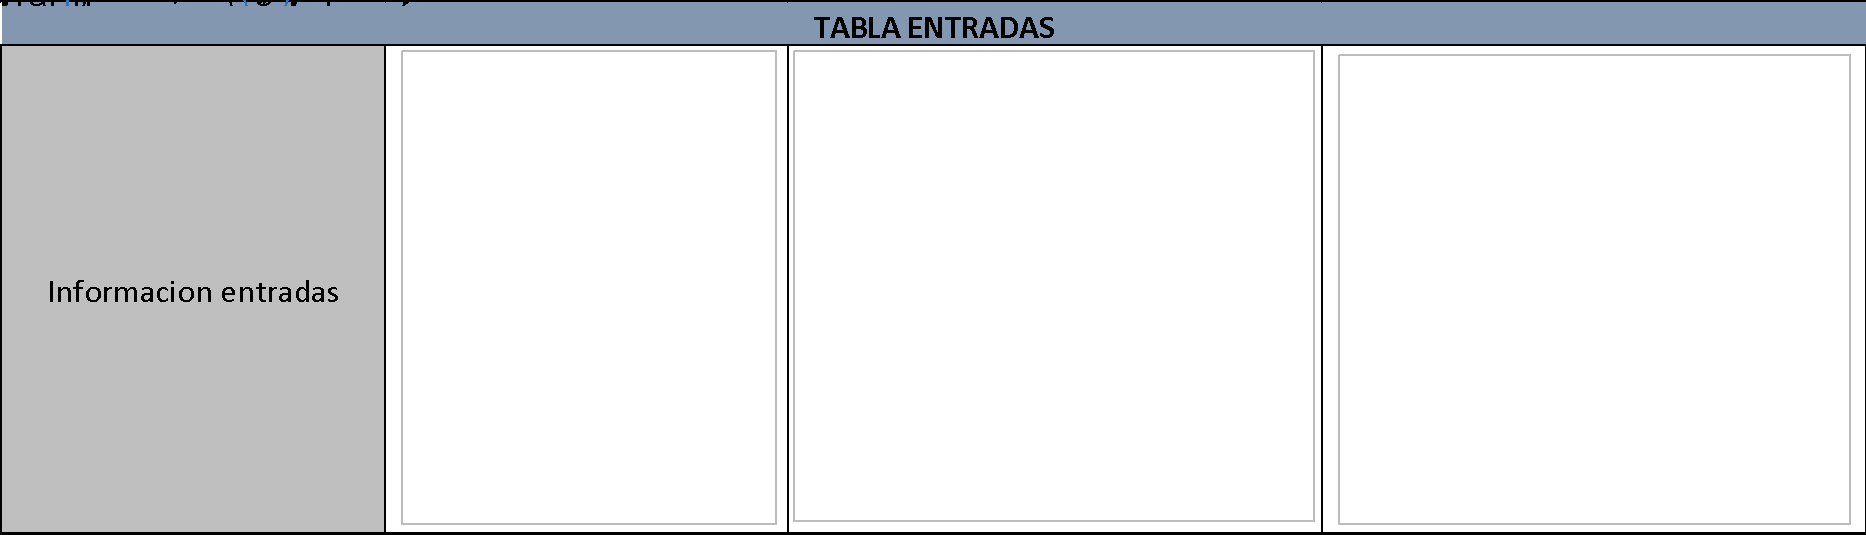 TABLA ENTRADAS
Informacion entradas